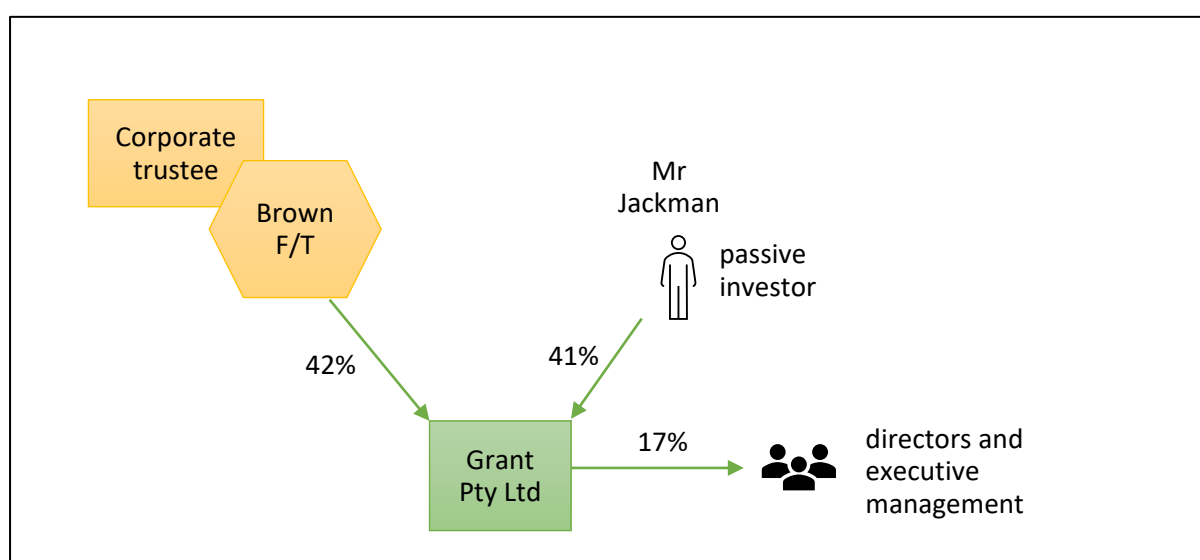 Corporate
trustee
Brown
F/T
Mr
Jackman
passive
investor
42%
41%
Grant
Pty Ltd
17%
directors and
executive
management